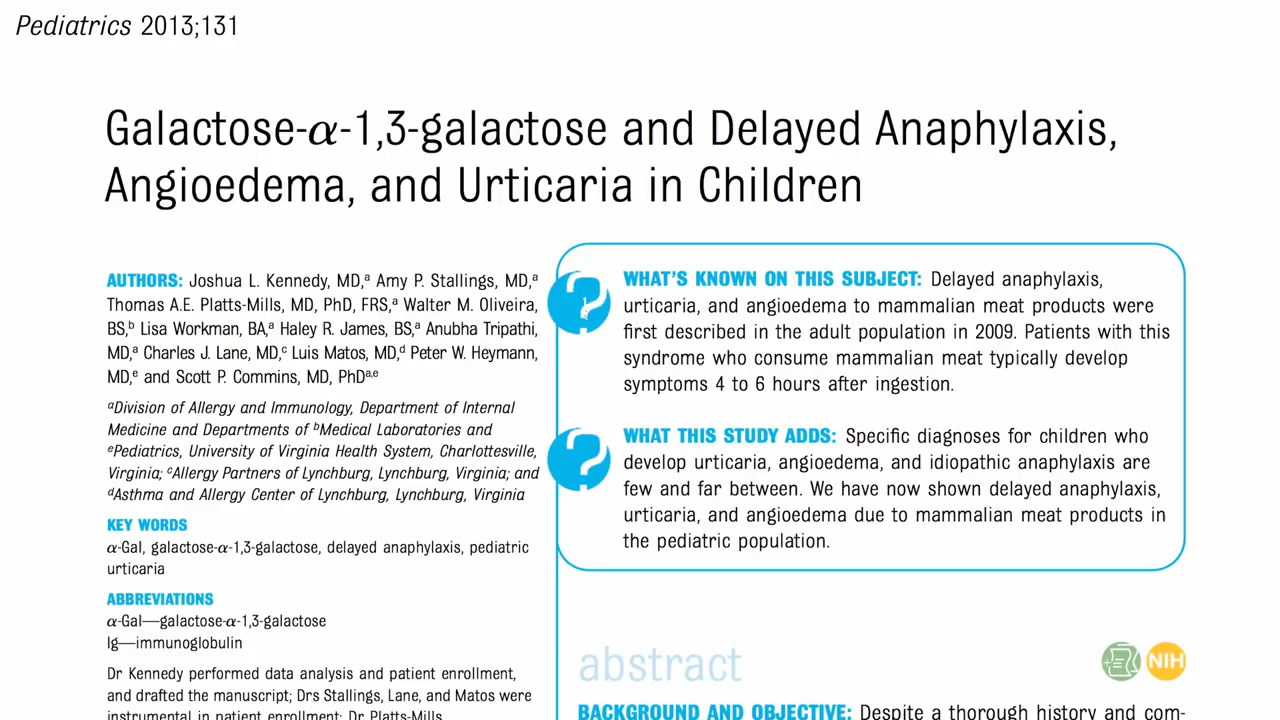 Pediatrics 2013;131
Galactose-α-1,3-galactose and Delayed Anaphylaxis,
Angioedema, and Urticaria in Children
AUTHORS: Joshua L. Kennedy, MD,ᵃ Amy P. Stallings, MD,ᵃ
Thomas A.E. Platts-Mills, MD, PhD, FRS,ᵃ Walter M. Oliveira,
BS,ᵇ Lisa Workman, BA,ᵃ Haley R. James, BS,ᵃ Anubha Tripathi,
MD,ᵃ Charles J. Lane, MD,ᶜ Luis Matos, MD,ᵈ Peter W. Heymann,
MD,ᵉ and Scott P. Commins, MD, PhDᵃ,ᵉ
ᵃDivision of Allergy and Immunology, Department of Internal
Medicine and Departments of ᵇMedical Laboratories and
ᵉPediatrics, University of Virginia Health System, Charlottesville,
Virginia; ᶜAllergy Partners of Lynchburg, Lynchburg, Virginia; and
ᵈAsthma and Allergy Center of Lynchburg, Lynchburg, Virginia
KEY WORDS
α-Gal, galactose-α-1,3-galactose, delayed anaphylaxis, pediatric
urticaria
ABBREVIATIONS
α-Gal—galactose-α-1,3-galactose
Ig—immunoglobulin
Dr Kennedy performed data analysis and patient enrollment,
and drafted the manuscript; Drs Stallings, Lane, and Matos were
instrumental in patient enrollment; Dr Platts-Mills
?
WHAT'S KNOWN ON THIS SUBJECT: Delayed anaphylaxis,
urticaria, and angioedema to mammalian meat products were
first described in the adult population in 2009. Patients with this
syndrome who consume mammalian meat typically develop
symptoms 4 to 6 hours after ingestion.
?
WHAT THIS STUDY ADDS: Specific diagnoses for children who
develop urticaria, angioedema, and idiopathic anaphylaxis are
few and far between. We have now shown delayed anaphylaxis,
urticaria, and angioedema due to mammalian meat products in
the pediatric population.
abstract
NIH
BACKGROUND AND OBJECTIVE: Despite a thorough history and com-